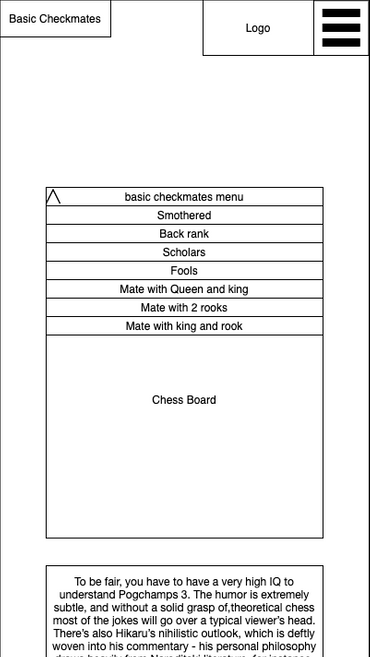 Basic Checkmates
Logo
basic checkmates menu
Smothered
Back rank
Scholars
Fools
Mate with Queen and king
Mate with 2 rooks
Mate with king and rook
Chess Board
To be fair, you have to have a very high IQ to
understand Pogchamps 3. The humor is extremely
subtle, and without a solid grasp of,theoretical chess
most of the jokes will go over a typical viewer's head.
There's also Hikaru's nihilistic outlook, which is deftly
woven into his commentary - his personal philosophy